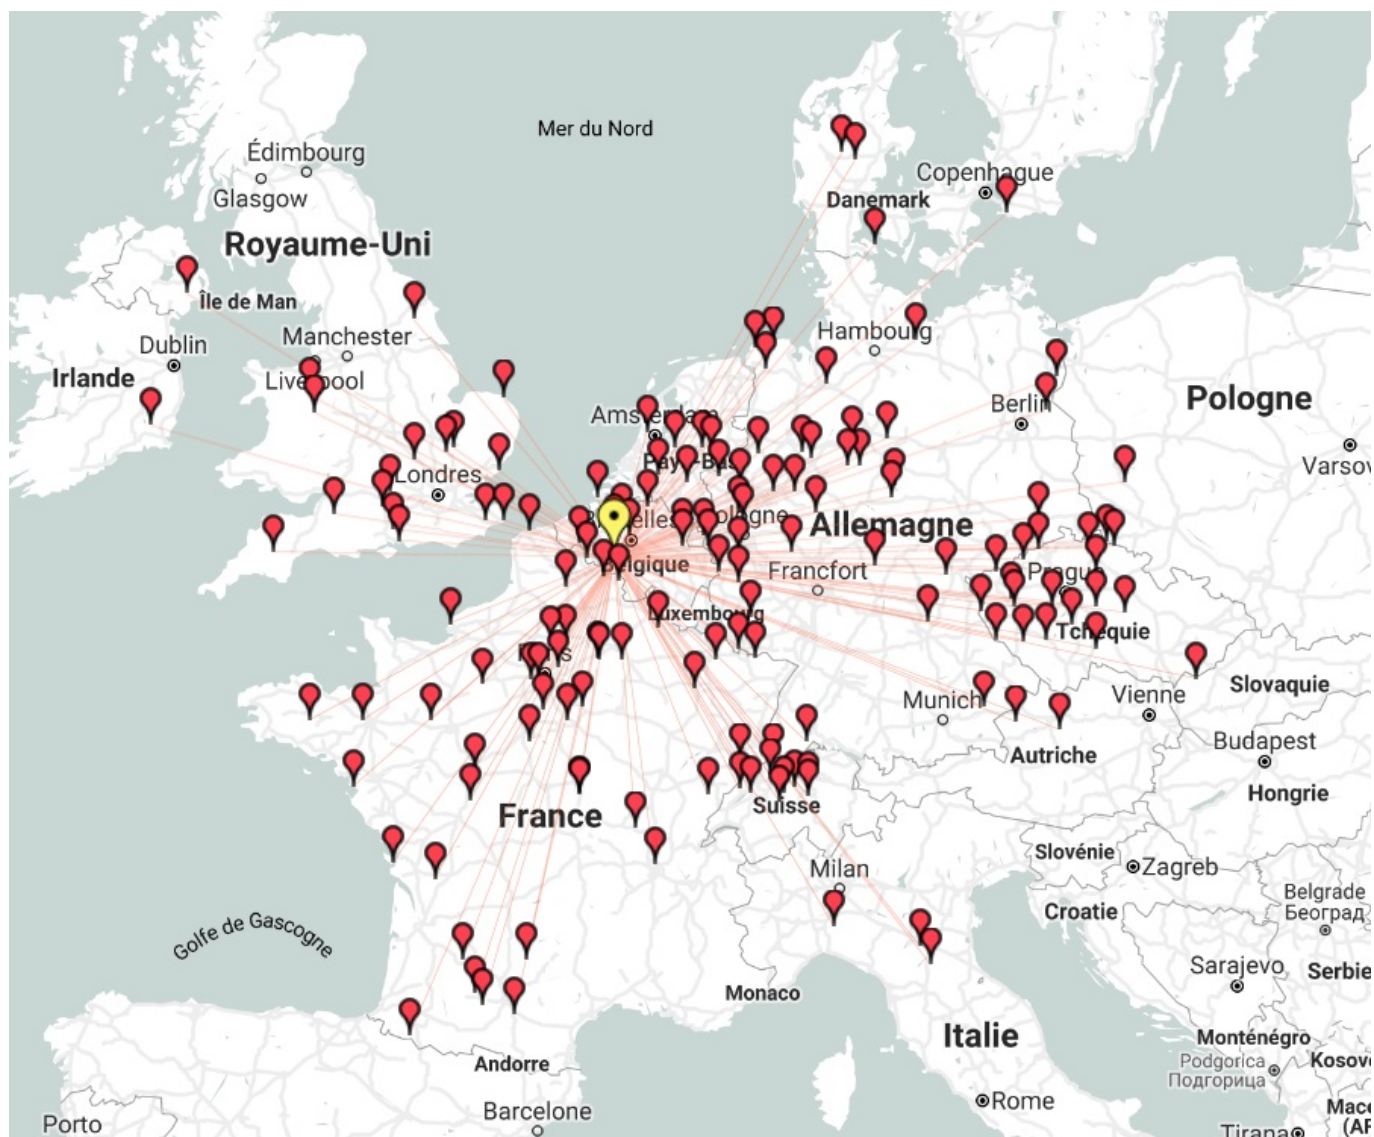 Mer du Nord
Édimbourg
Glasgow
Copenhague
Danemark
Royaume-Uni
Île de Man
Manchester
Dublin
Hambourg
Irlande
Liverpool
Berlin
Pologne
Amsterdam
Pays-Bas
Londres
Allemagne
Belgique
Francfort
Prague
Luxembourg
Tchéquie
Slovaquie
Munich
Vienne
Budapest
Autriche
Hongrie
France
Suisse
Slovénie
Milan
Zagreb
Belgrade
Београд
Croatie
Golfe de Gascogne
Sarajevo
Serbie
Monaco
Italie
Monténégro
Andorre
Podgorica
Подгорица
Rome
Barcelone
Porto